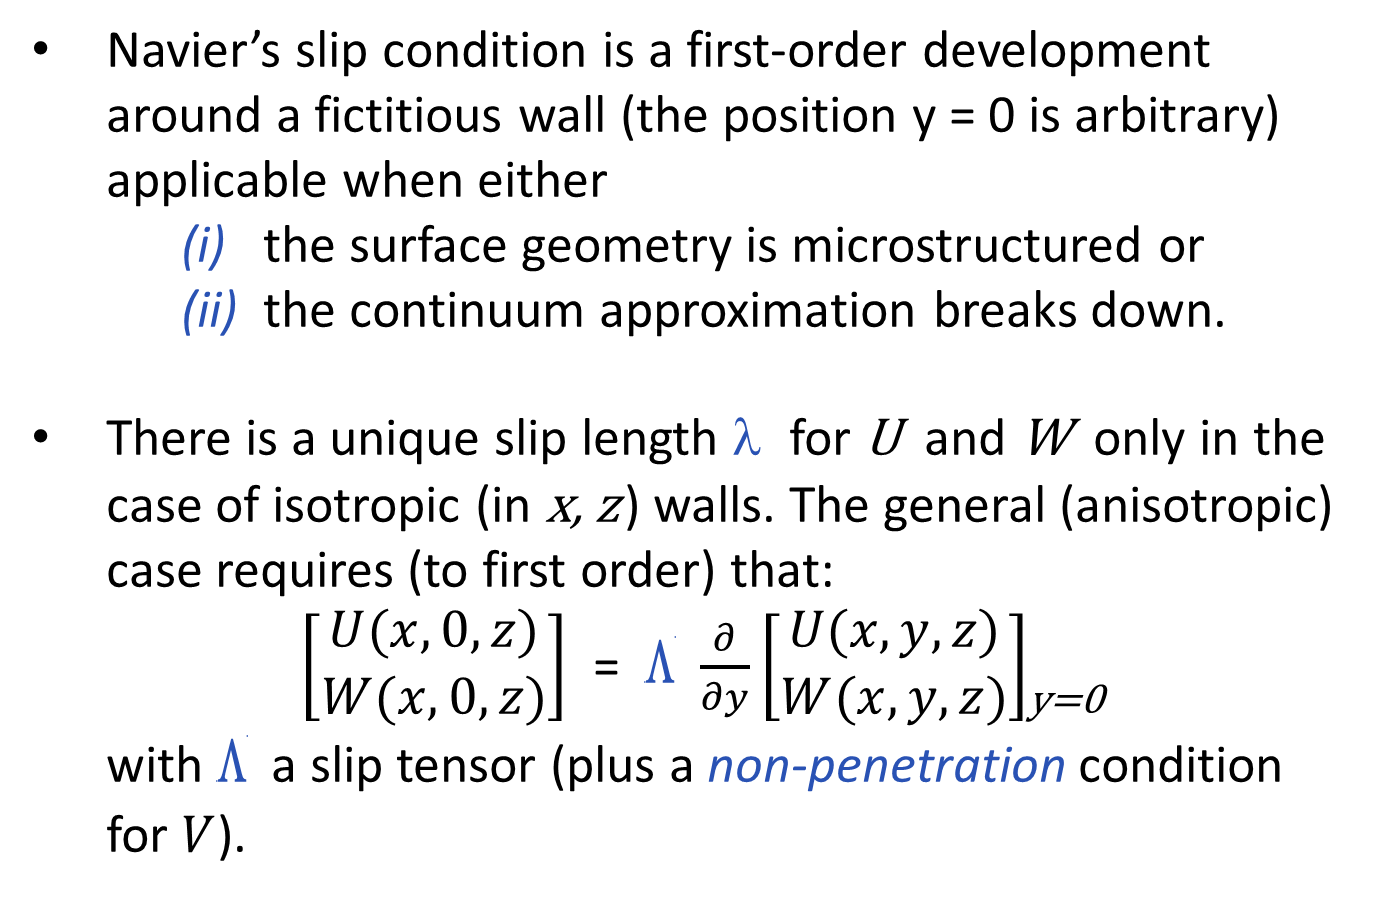 • Navier’s slip condition is a first-order development
around a fictitious wall (the position y = 0 is arbitrary)
applicable when either
(i) the surface geometry is microstructured or
(ii) the continuum approximation breaks down.
• There is a unique slip length λ for U and W only in the
case of isotropic (in x, z) walls. The general (anisotropic)
case requires (to first order) that:
[U(x, 0, z) W(x, 0, z)] = Λ ∂/∂y [U(x, y, z) W(x, y, z)]y=0
with Λ a slip tensor (plus a non-penetration condition
for V).